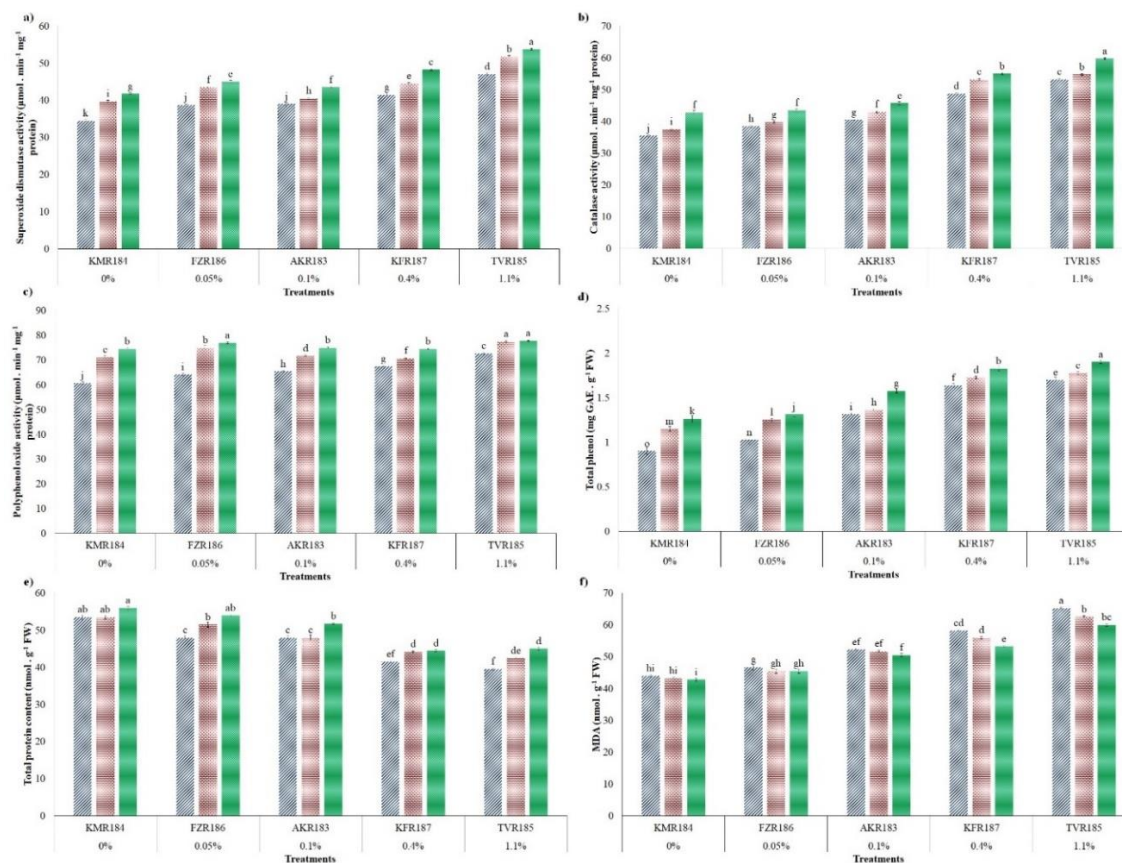 a)
Superoxide dismutase activity (µmol . min⁻¹ mg⁻¹
protein)
60
50
40
30
20
10
0
k i g
j f e
j h f
g e c
d b a
KMR184 FZR186 AKR183 KFR187 TVR185
0% 0.05% 0.1% 0.4% 1.1%
Treatments
b)
Catalase activity (µmol . min⁻¹ mg⁻¹ protein)
70
60
50
40
30
20
10
0
j i f
h g f
g f e
d c b
c b a
KMR184 FZR186 AKR183 KFR187 TVR185
0% 0.05% 0.1% 0.4% 1.1%
Treatments
c)
Polyphenoloxide activity (µmol . min⁻¹ mg⁻¹
protein)
90
80
70
60
50
40
30
20
10
0
j e b
i b a
h d b
g f b
c a a
KMR184 FZR186 AKR183 KFR187 TVR185
0% 0.05% 0.1% 0.4% 1.1%
Treatments
d)
Total phenol (mg GAE . g⁻¹ FW)
2.5
2
1.5
1
0.5
0
o m k
n l j
i h g
f d b
e c a
KMR184 FZR186 AKR183 KFR187 TVR185
0% 0.05% 0.1% 0.4% 1.1%
Treatments
e)
Total protein content (nmol . g⁻¹ FW)
60
50
40
30
20
10
0
ab ab a
c b ab
c c b
ef d d
f de d
KMR184 FZR186 AKR183 KFR187 TVR185
0% 0.05% 0.1% 0.4% 1.1%
Treatments
f)
MDA (nmol . g⁻¹ FW)
70
60
50
40
30
20
10
0
hi hi i
g gh gh
ef ef f
cd d e
a b bc
KMR184 FZR186 AKR183 KFR187 TVR185
0% 0.05% 0.1% 0.4% 1.1%
Treatments